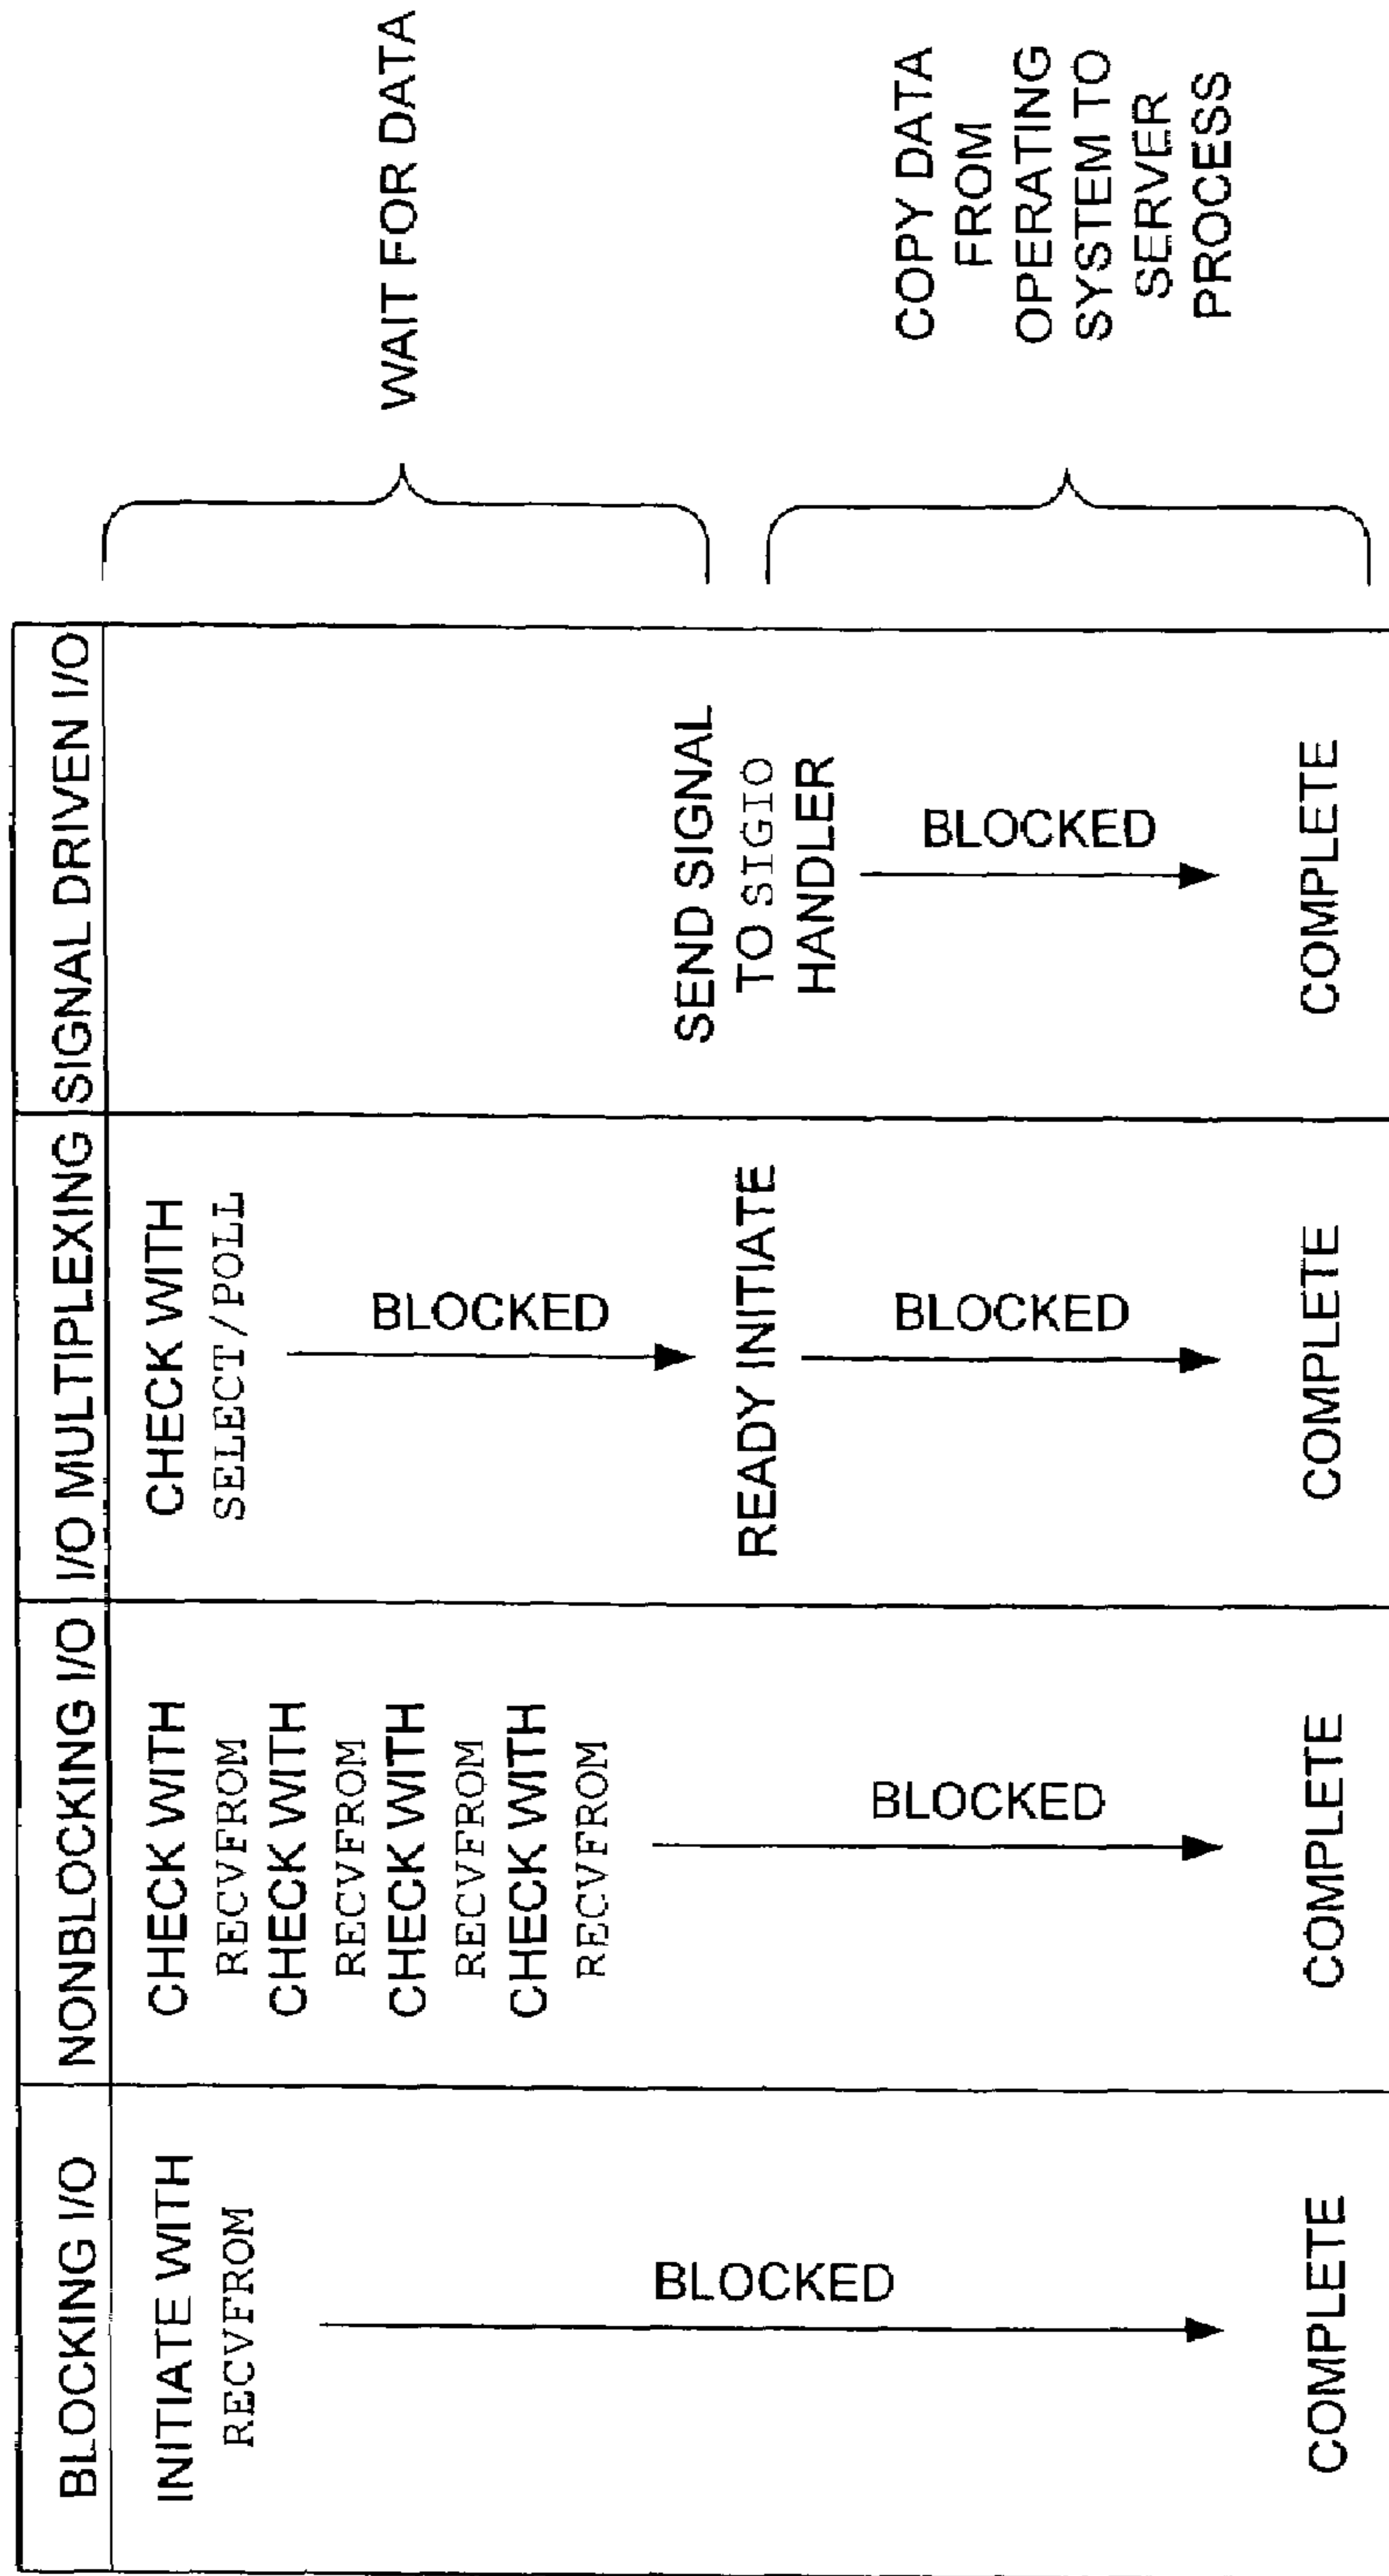 BLOCKING I/O
NONBLOCKING I/O
I/O MULTIPLEXING
SIGNAL DRIVEN I/O
INITIATE WITH
RECVFROM
BLOCKED
COMPLETE
CHECK WITH
RECVFROM
CHECK WITH
RECVFROM
CHECK WITH
RECVFROM
CHECK WITH
RECVFROM
BLOCKED
COMPLETE
CHECK WITH
SELECT/POLL
BLOCKED
READY INITIATE
BLOCKED
COMPLETE
SEND SIGNAL
TO SIGIO
HANDLER
BLOCKED
COMPLETE
WAIT FOR DATA
COPY DATA
FROM
OPERATING
SYSTEM TO
SERVER
PROCESS